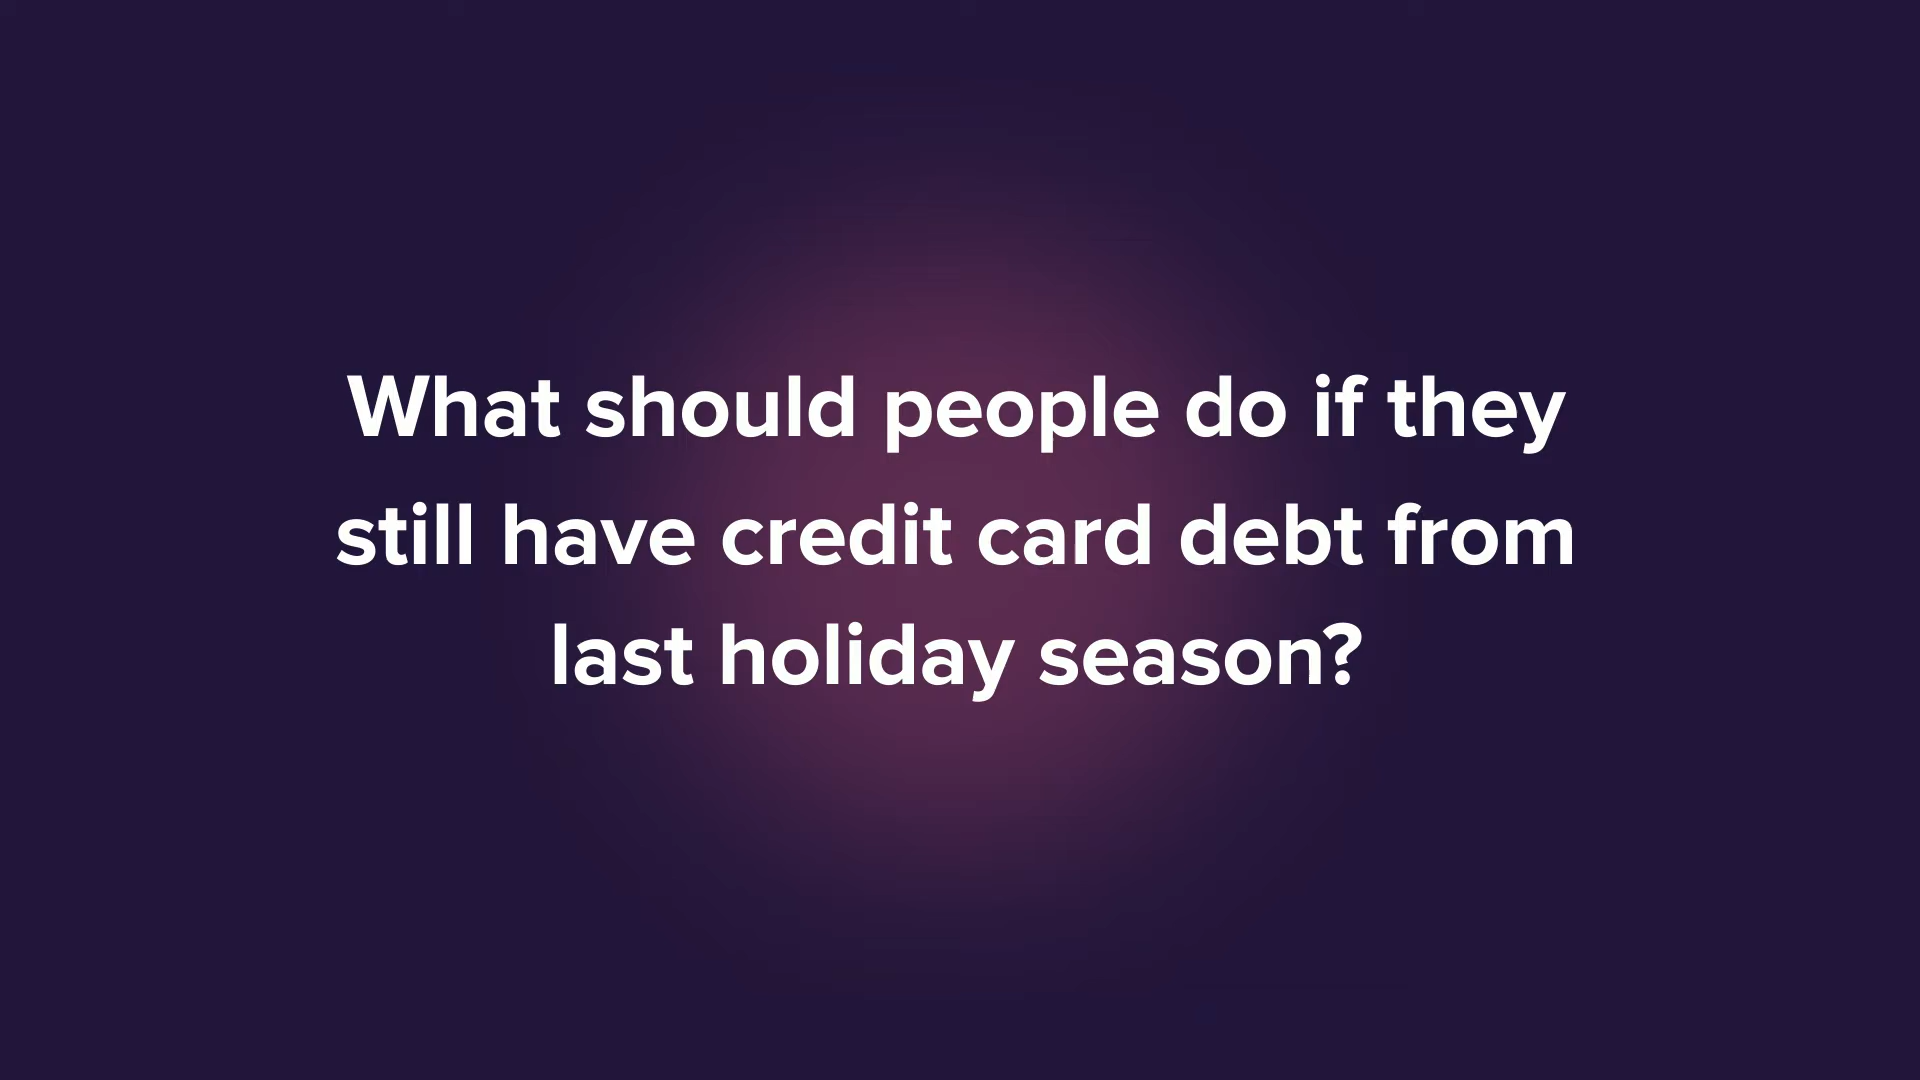 What should people do if they
still have credit card debt from
last holiday season?